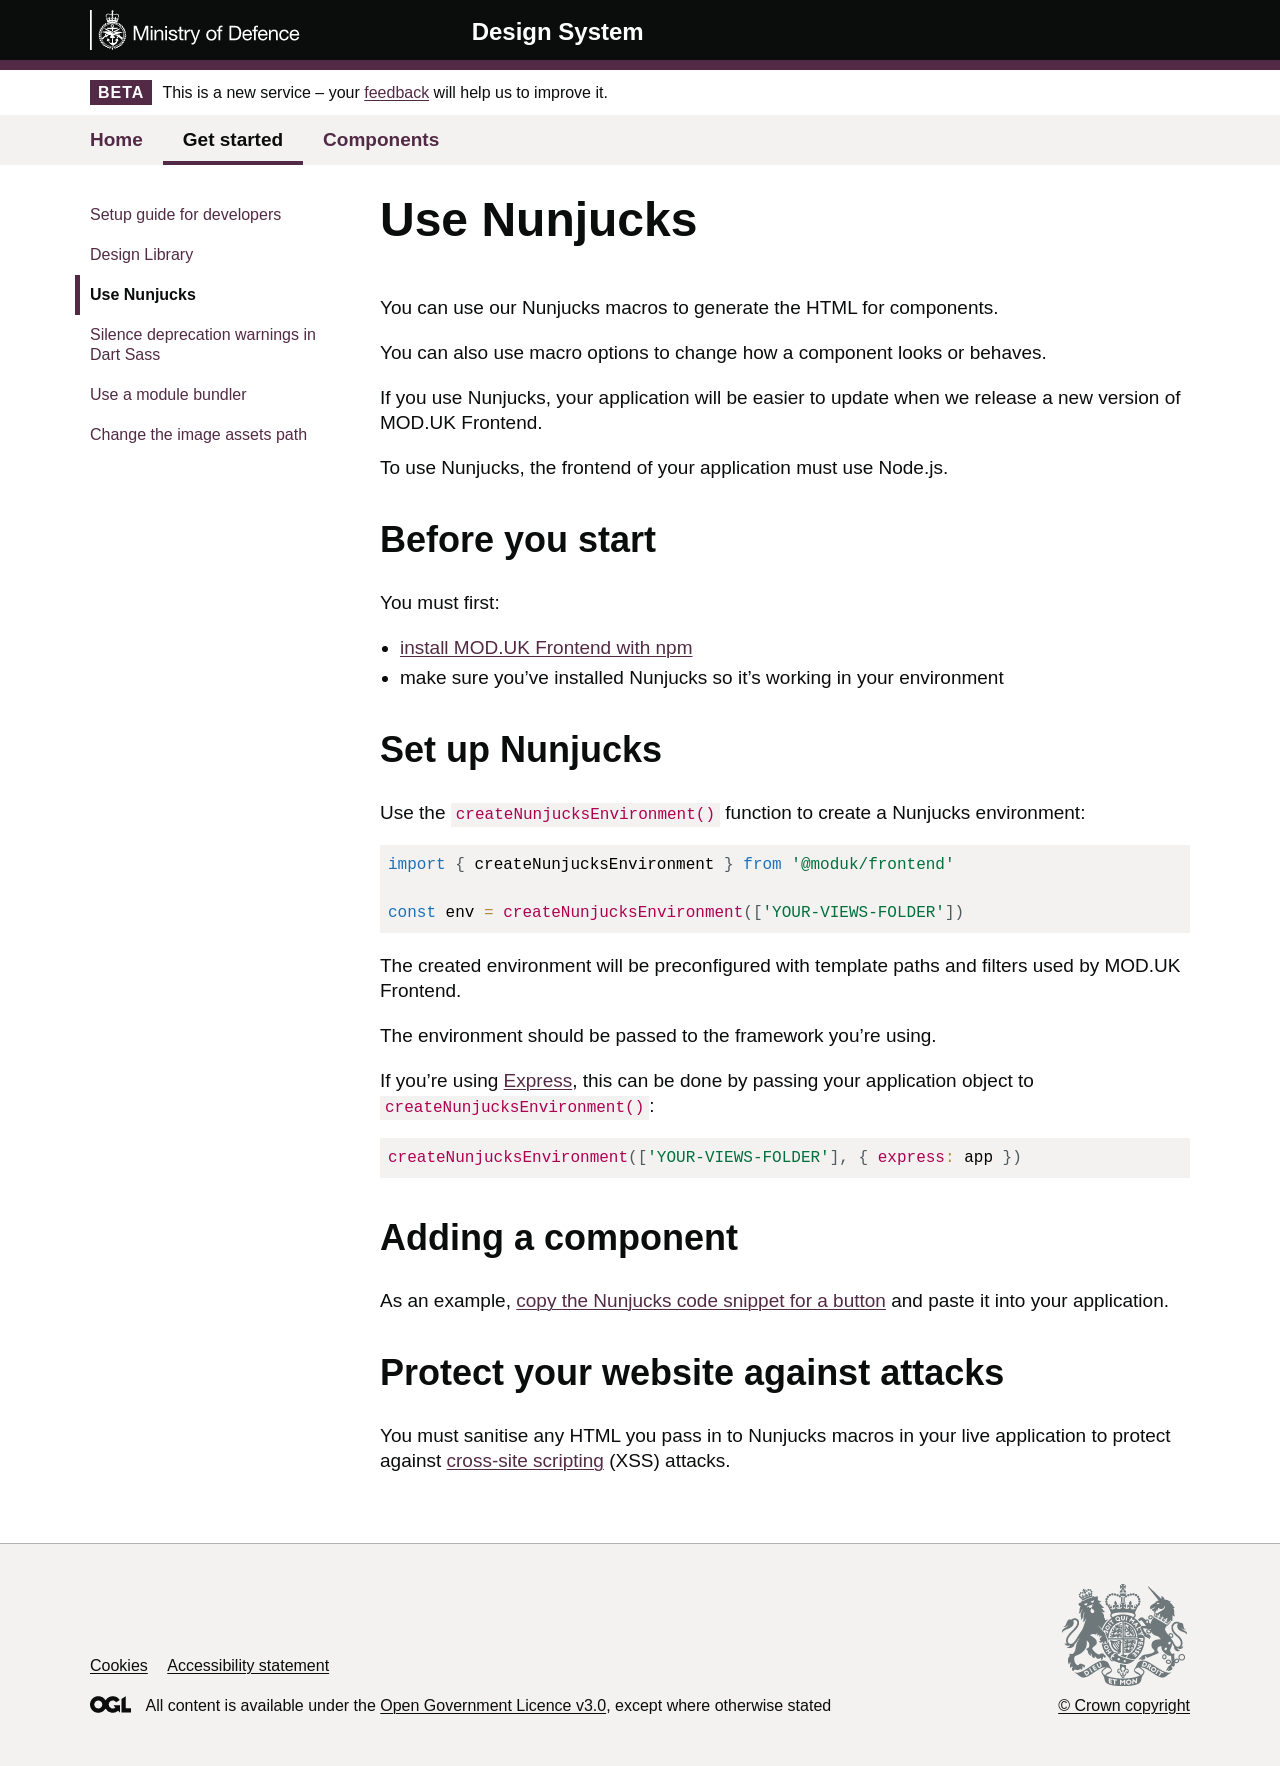 Ministry of Defence
Design System
BETA This is a new service – your feedback will help us to improve it.
Home Get started Components
Setup guide for developers
Design Library
Use Nunjucks
Silence deprecation warnings in
Dart Sass
Use a module bundler
Change the image assets path
Use Nunjucks
You can use our Nunjucks macros to generate the HTML for components.
You can also use macro options to change how a component looks or behaves.
If you use Nunjucks, your application will be easier to update when we release a new version of
MOD.UK Frontend.
To use Nunjucks, the frontend of your application must use Node.js.
Before you start
You must first:
• install MOD.UK Frontend with npm
• make sure you’ve installed Nunjucks so it’s working in your environment
Set up Nunjucks
Use the createNunjucksEnvironment() function to create a Nunjucks environment:
import { createNunjucksEnvironment } from '@moduk/frontend'
const env = createNunjucksEnvironment(['YOUR-VIEWS-FOLDER'])
The created environment will be preconfigured with template paths and filters used by MOD.UK
Frontend.
The environment should be passed to the framework you’re using.
If you’re using Express, this can be done by passing your application object to
createNunjucksEnvironment() :
createNunjucksEnvironment(['YOUR-VIEWS-FOLDER'], { express: app })
Adding a component
As an example, copy the Nunjucks code snippet for a button and paste it into your application.
Protect your website against attacks
You must sanitise any HTML you pass in to Nunjucks macros in your live application to protect
against cross-site scripting (XSS) attacks.
Cookies Accessibility statement
OGL All content is available under the Open Government Licence v3.0, except where otherwise stated
© Crown copyright